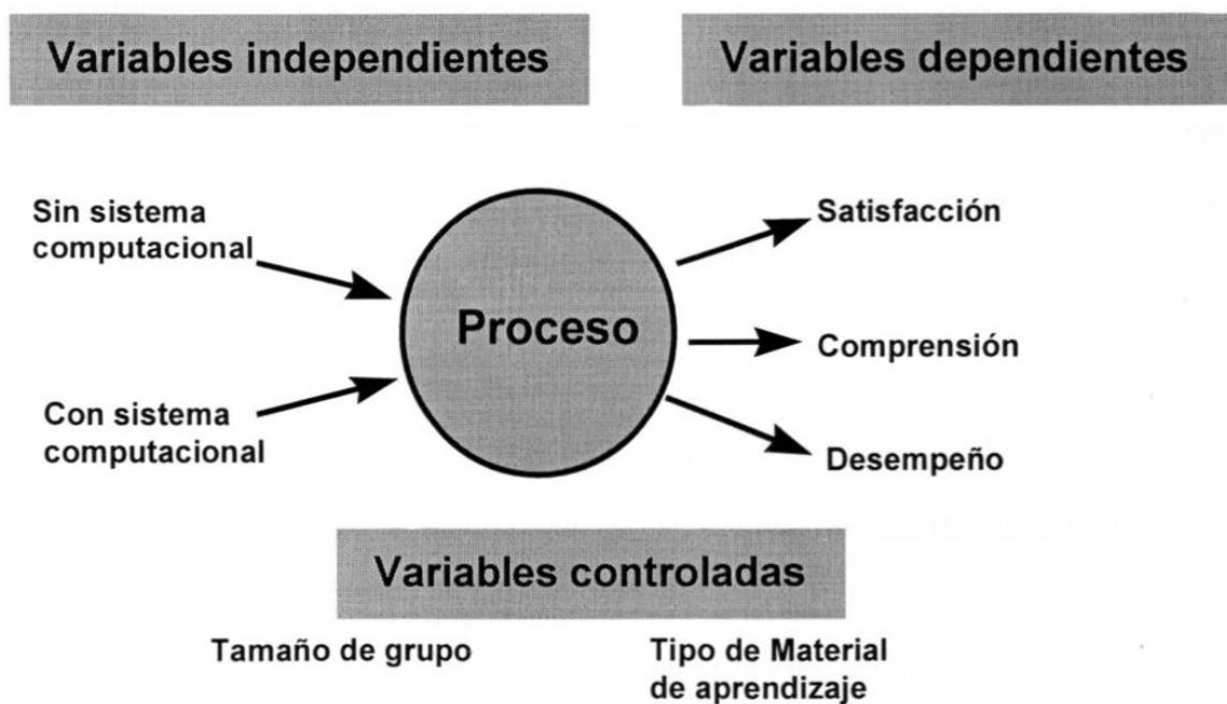 Variables independientes
Variables dependientes
Sin sistema
computacional
Satisfacción
Proceso
Comprensión
Con sistema
computacional
Desempeño
Variables controladas
Tamaño de grupo
Tipo de Material
de aprendizaje